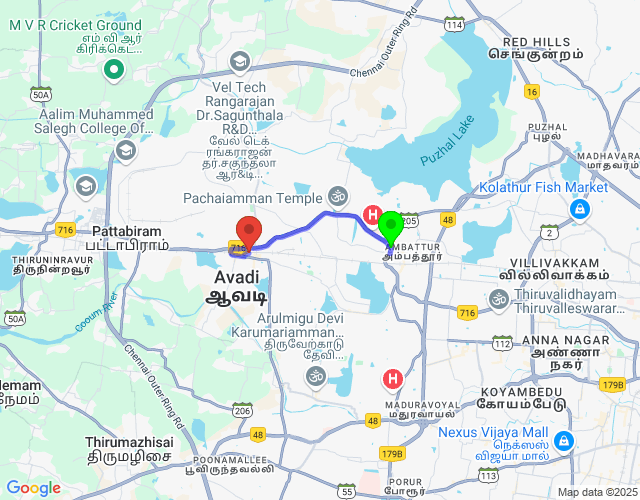 M V R Cricket Ground
எம் வி ஆர்
கிரிக்கெட்...
Chennai Outer Ring Rd
114
RED HILLS
செங்குன்றம்
50A
Vel Tech
Rangarajan
Dr.Sagunthala
R&D...
வேல் டெக்
ரங்கராஜன்
தர்.சகுந்தலா
ஆர்&டி...
Aalim Muhammed
Salegh College Of...
16
Puzhal Lake
PUZHAL
புழல்
MADHAVARA
மாதவரம்
Pachaiamman Temple
H
205
48
Kolathur Fish Market
2
716
Pattabiram
பட்டாபிராம்
716
AMBATTUR
அம்பத்தூர்
THIRUNINRAVUR
திருநின்றவூர்
Avadi
ஆவடி
VILLIVAKKAM
வில்லிவாக்கம்
Thiruvalidhayam
Thiruvalleswarar...
Cooum River
50A
Arulmigu Devi
Karumariamman...
திருவேற்காடு
தேவி...
716
112
ANNA NAGAR
அண்ணா
நகர்
Chennai Outer Ring Rd
H
179B
KOYAMBEDU
கோயம்பேடு
Nemam
நேமம்
206
MADURAVOYAL
மதுரவாயல்
48
48
Thirumazhisai
திருமழிசை
Nexus Vijaya Mall
நெக்ஸஸ்
விஜயா மால்
POONAMALLEE
பூவிருந்தவல்லி
179B
113
PORUR
போரூர்
55
Google
Map data ©2025